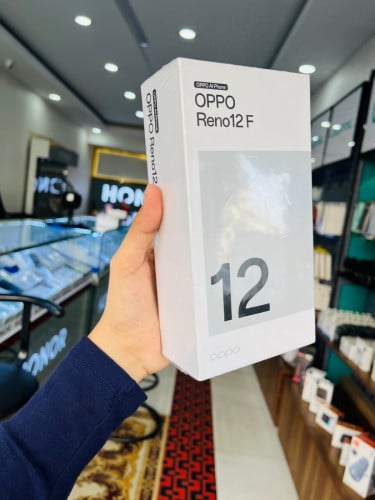 OPPO AI Phone
OPPO
Reno12 F
OPPO Reno12
12
oppo
HONOR
HONOR
HONOR